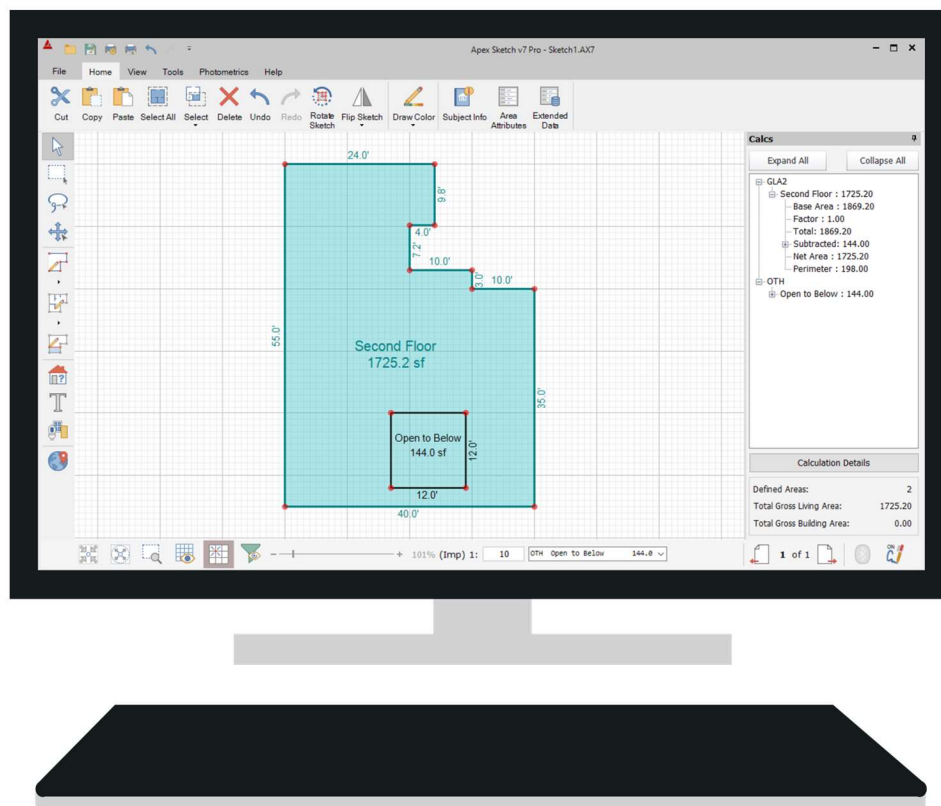 Apex Sketch v7 Pro - Sketch1.AX7
File Home View Tools Photometrics Help
Cut Copy Paste Select All Select Delete Undo Redo Rotate Sketch Flip Sketch Draw Color Subject Info Area Attributes Extended Data
Calcs
Expand All Collapse All
GLA2
Second Floor : 1725.20
Base Area : 1869.20
Factor : 1.00
Total: 1869.20
Subtracted: 144.00
Net Area : 1725.20
Perimeter : 198.00
OTH
Open to Below : 144.00
24.0'
9.8'
4.0'
7.2'
10.0'
3.0'
10.0'
55.0'
Second Floor
1725.2 sf
35.0'
Open to Below
144.0 sf
12.0'
12.0'
40.0'
Calculation Details
Defined Areas: 2
Total Gross Living Area: 1725.20
Total Gross Building Area: 0.00
101% (Imp) 1: 10 OTH Open to Below 144.0
1 of 1
ON